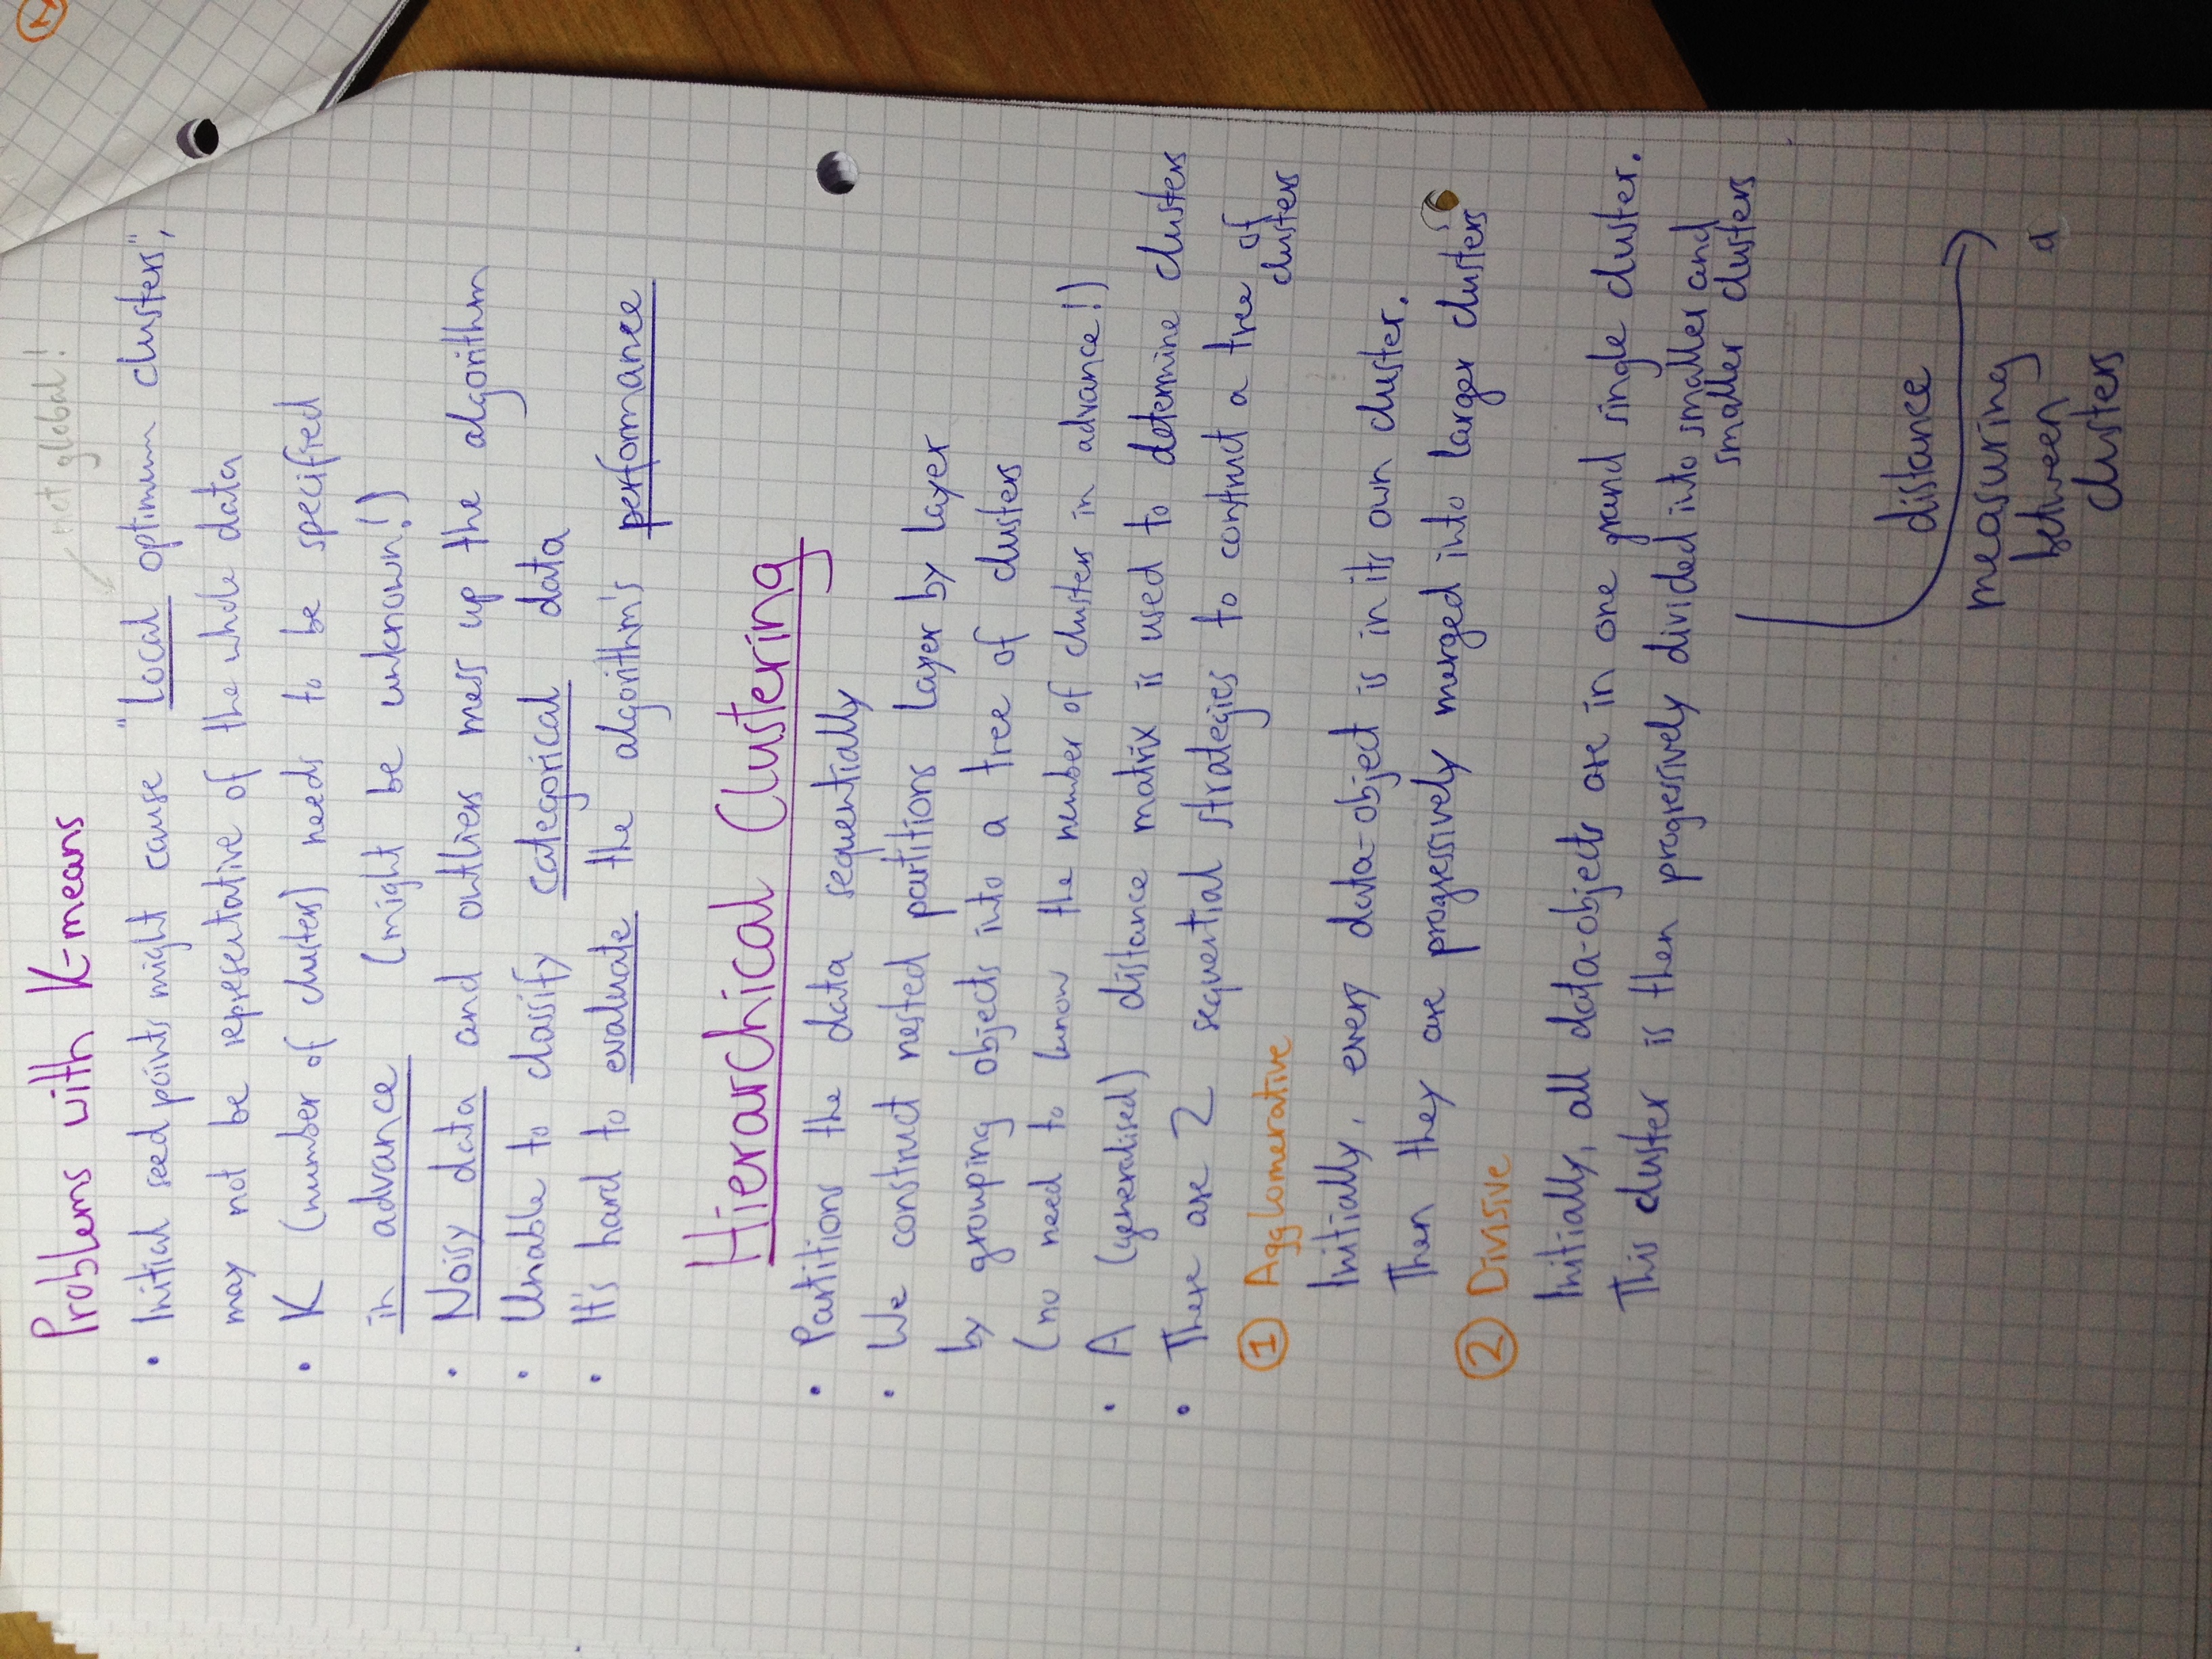 Problems with K-means
not global!
• Initial seed points might cause "local optimum clusters",
may not be representative of the whole data
• K (number of clusters) needs to be specified
in advance (might be unknown!)
• Noisy data and outliers mess up the algorithm
• Unable to classify categorical data
• It's hard to evaluate the algorithm's performance
Hierarchical Clustering
• Partitions the data sequentially
• We construct nested partitions layer by layer
by grouping objects into a tree of clusters
(no need to know the number of clusters in advance!)
• A (generalised) distance matrix is used to determine clusters
• There are 2 sequential strategies to construct a tree of
clusters
① Agglomerative
Initially, every data-object is in its own cluster.
Then they are progressively merged into larger clusters
② Divisive
Initially, all data-objects are in one grand single cluster.
This cluster is then progressively divided into smaller and
smaller clusters
distance
measuring
between
clusters